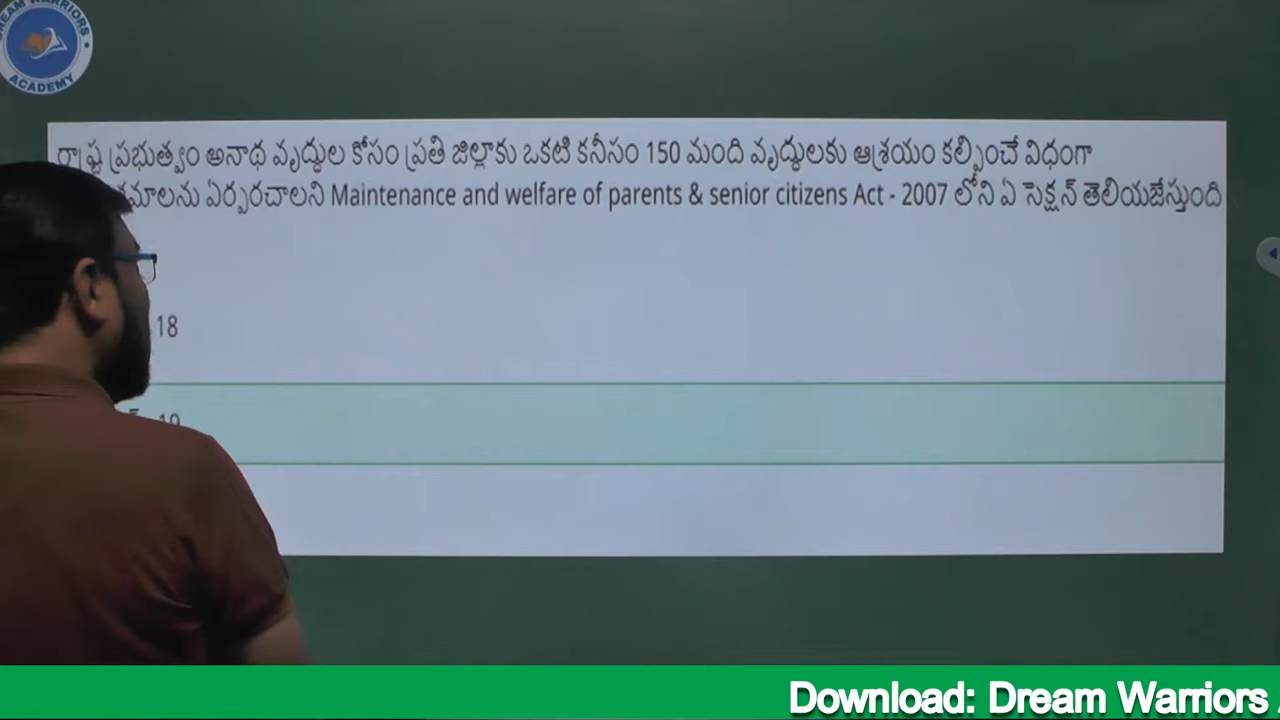 DREAM WARRIORS
ACADEMY
రాష్ట్ర ప్రభుత్వం అనాథ వృద్ధుల కోసం ప్రతి జిల్లాకు ఒకటి కనీసం 150 మంది వృద్ధులకు ఆశ్రయం కల్పించే విధంగా
ఏర్పరచాలని Maintenance and welfare of parents & senior citizens Act - 2007 లోని ఏ సెక్షన్ తెలియజేస్తుంది
18
19
Download: Dream Warriors